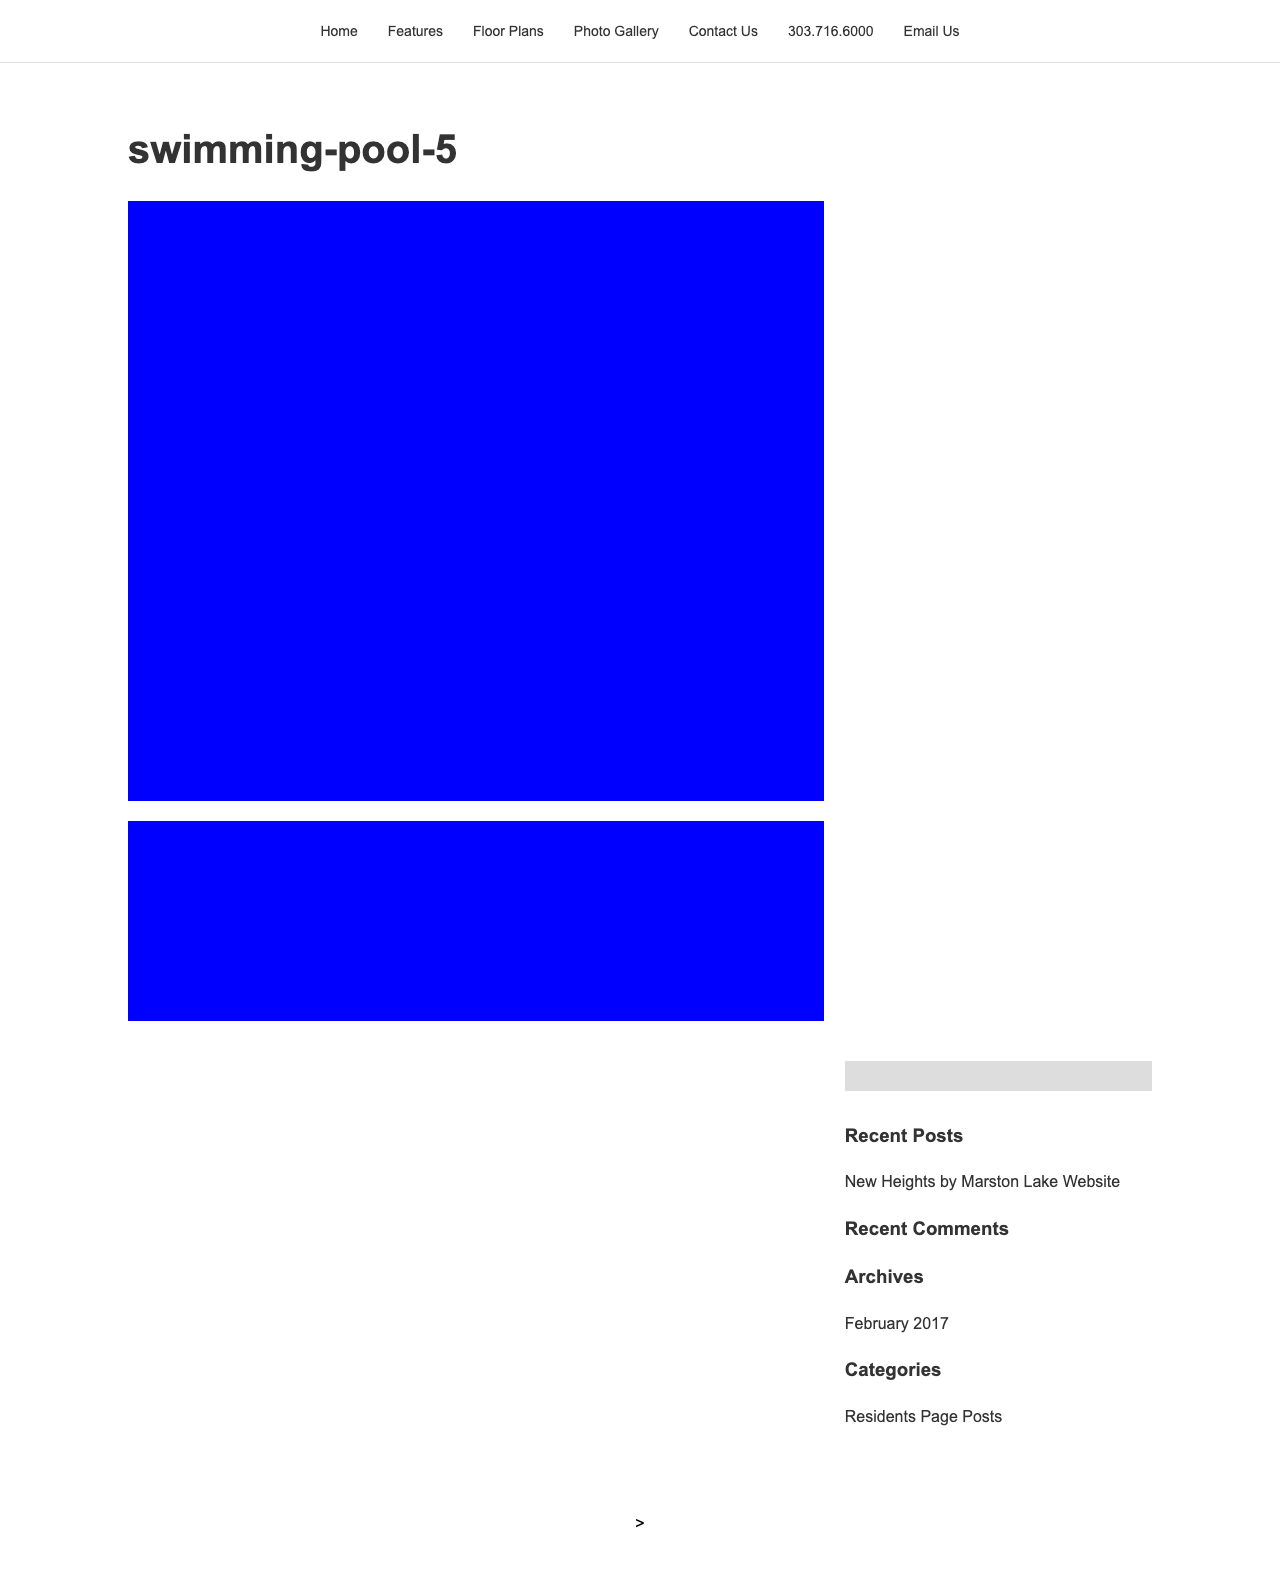 Home Features Floor Plans Photo Gallery Contact Us 303.716.6000 Email Us
swimming-pool-5
Recent Posts
New Heights by Marston Lake Website
Recent Comments
Archives
February 2017
Categories
Residents Page Posts
>